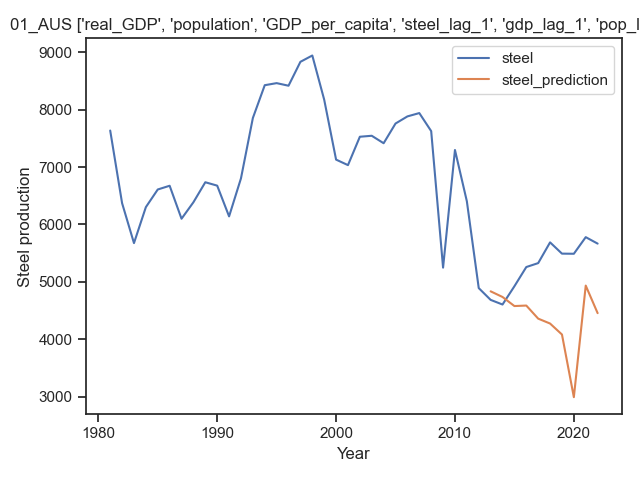 01_AUS ['real_GDP', 'population', 'GDP_per_capita', 'steel_lag_1', 'gdp_lag_1', 'pop_l
9000
8000
7000
6000
5000
4000
3000
steel
steel_prediction
Steel production
1980
1990
2000
2010
2020
Year